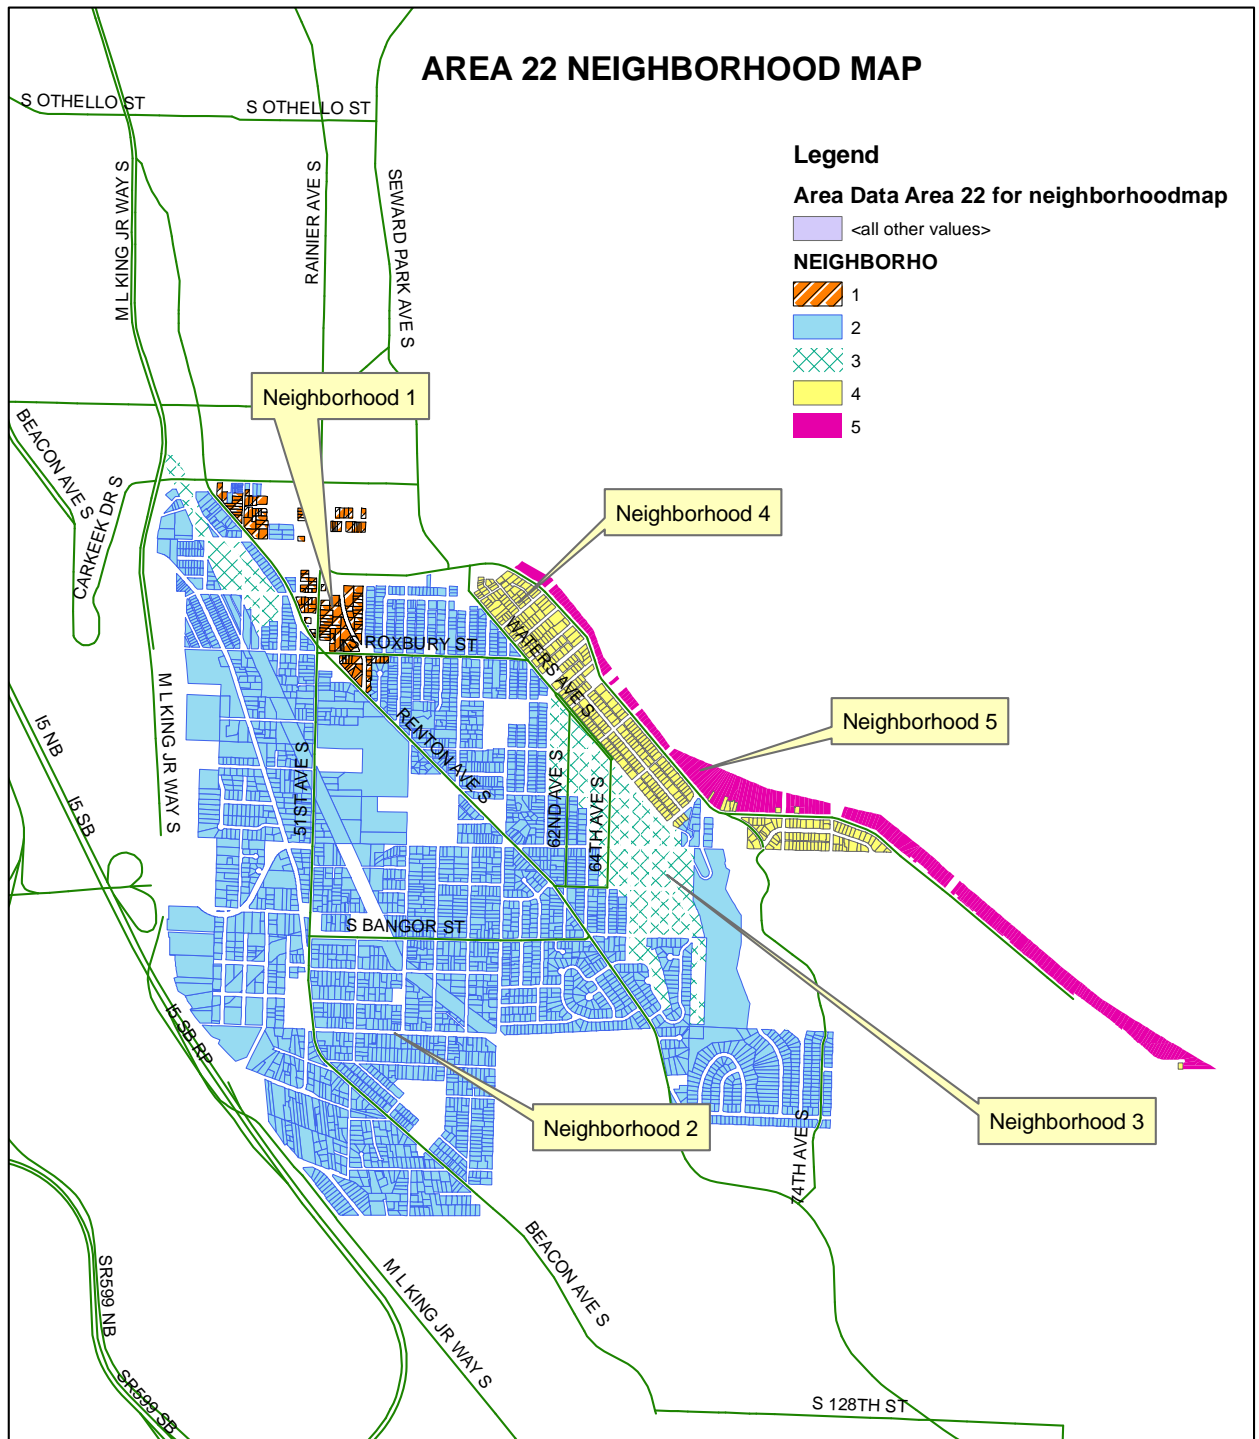 AREA 22 NEIGHBORHOOD MAP
S OTHELLO ST
S OTHELLO ST
Legend
Area Data Area 22 for neighborhoodmap
<all other values>
NEIGHBORHO
1
2
3
4
5
M L KING JR WAY S
RAINIER AVE S
SEWARD PARK AVE S
Neighborhood 1
BEACON AVE S
CARKEEK DR S
Neighborhood 4
WATERS AVE S
ROXBURY ST
M L KING JR WAY S
I5 NB
I5 SB
RENTON AVE S
51ST AVE S
62ND AVE S
64TH AVE S
Neighborhood 5
S BANGOR ST
I5 SB RP
Neighborhood 2
Neighborhood 3
74TH AVE S
BEACON AVE S
M L KING JR WAY S
SR599 NB
SR599 SB
S 128TH ST